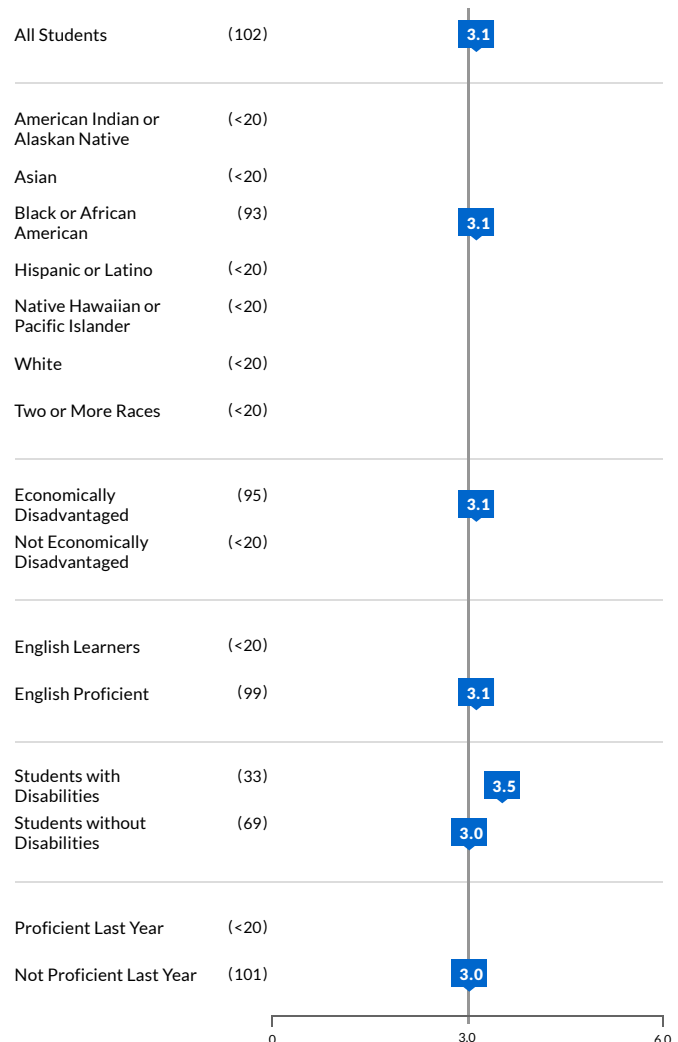 All Students (102) 3.1
American Indian or (<20)
Alaskan Native
Asian (<20)
Black or African (93) 3.1
American
Hispanic or Latino (<20)
Native Hawaiian or (<20)
Pacific Islander
White (<20)
Two or More Races (<20)
Economically (95) 3.1
Disadvantaged
Not Economically (<20)
Disadvantaged
English Learners (<20)
English Proficient (99) 3.1
Students with (33) 3.5
Disabilities
Students without (69) 3.0
Disabilities
Proficient Last Year (<20)
Not Proficient Last Year (101) 3.0
0 3.0 6.0